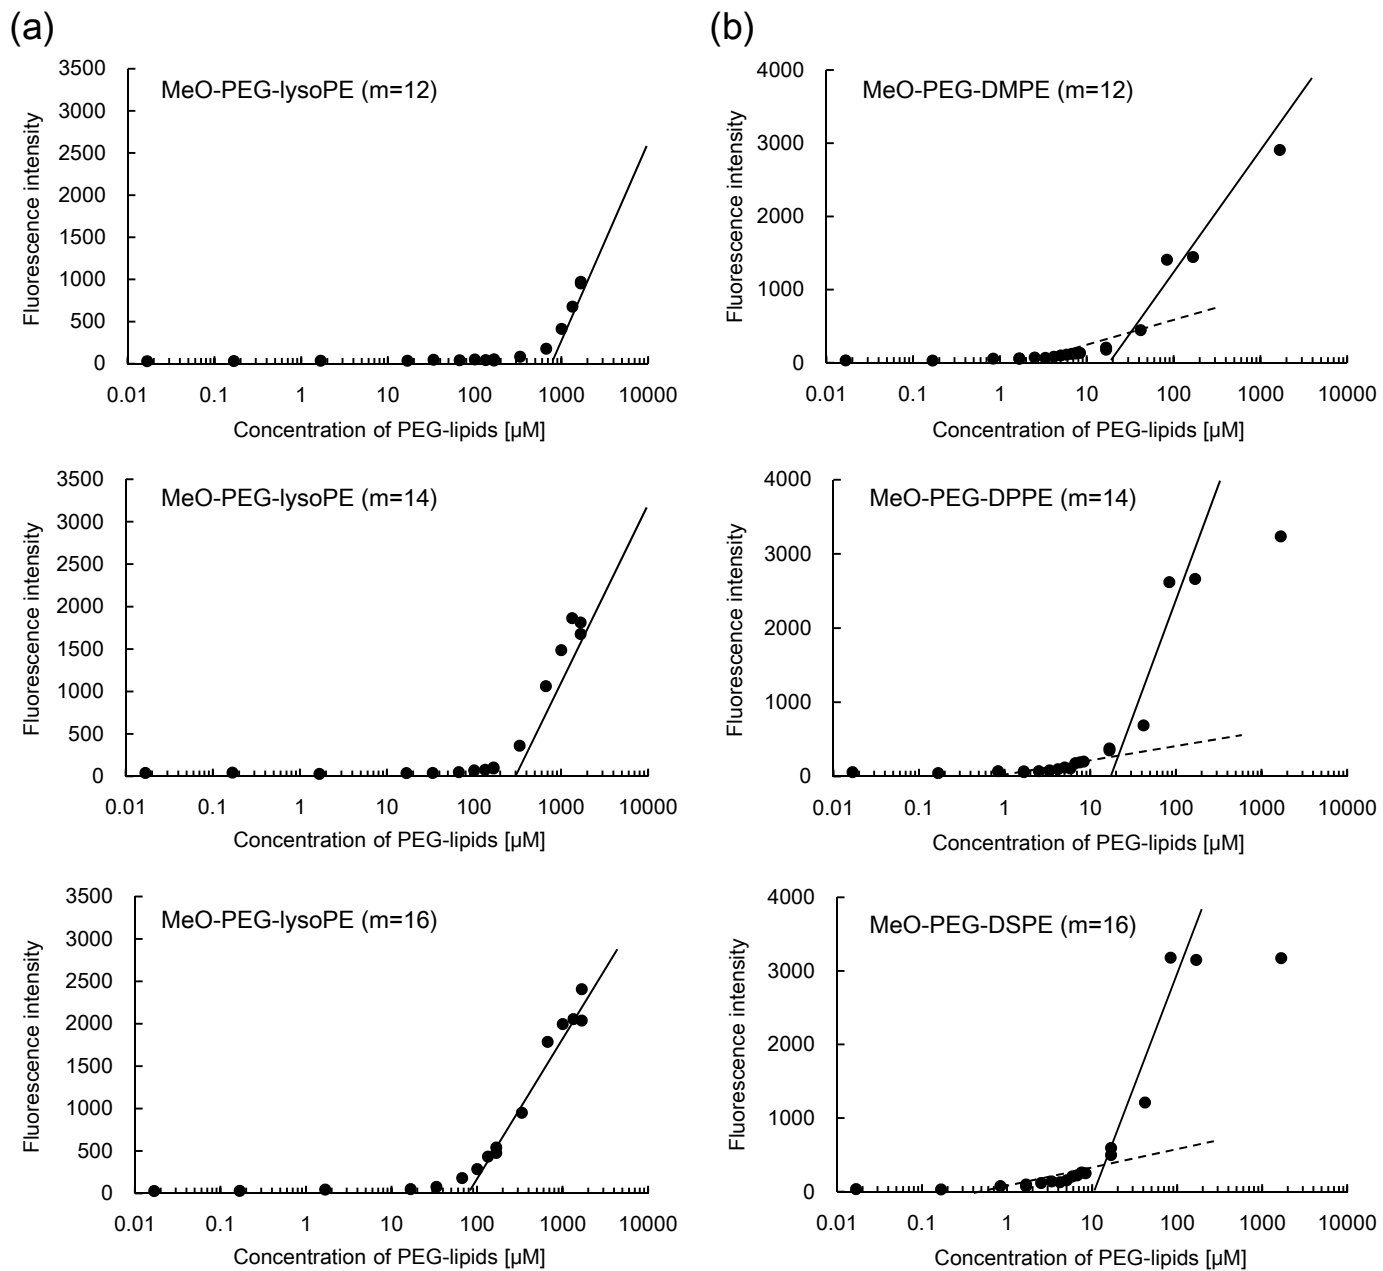 (a)
3500
3000
2500
2000
1500
1000
500
0
Fluorescence intensity
MeO-PEG-lysoPE (m=12)
0.01 0.1 1 10 100 1000 10000
Concentration of PEG-lipids [µM]
3500
3000
2500
2000
1500
1000
500
0
Fluorescence intensity
MeO-PEG-lysoPE (m=14)
0.01 0.1 1 10 100 1000 10000
Concentration of PEG-lipids [µM]
3500
3000
2500
2000
1500
1000
500
0
Fluorescence intensity
MeO-PEG-lysoPE (m=16)
0.01 0.1 1 10 100 1000 10000
Concentration of PEG-lipids [µM]
(b)
4000
3000
2000
1000
0
Fluorescence intensity
MeO-PEG-DMPE (m=12)
0.01 0.1 1 10 100 1000 10000
Concentration of PEG-lipids [µM]
4000
3000
2000
1000
0
Fluorescence intensity
MeO-PEG-DPPE (m=14)
0.01 0.1 1 10 100 1000 10000
Concentration of PEG-lipids [µM]
4000
3000
2000
1000
0
Fluorescence intensity
MeO-PEG-DSPE (m=16)
0.01 0.1 1 10 100 1000 10000
Concentration of PEG-lipids [µM]